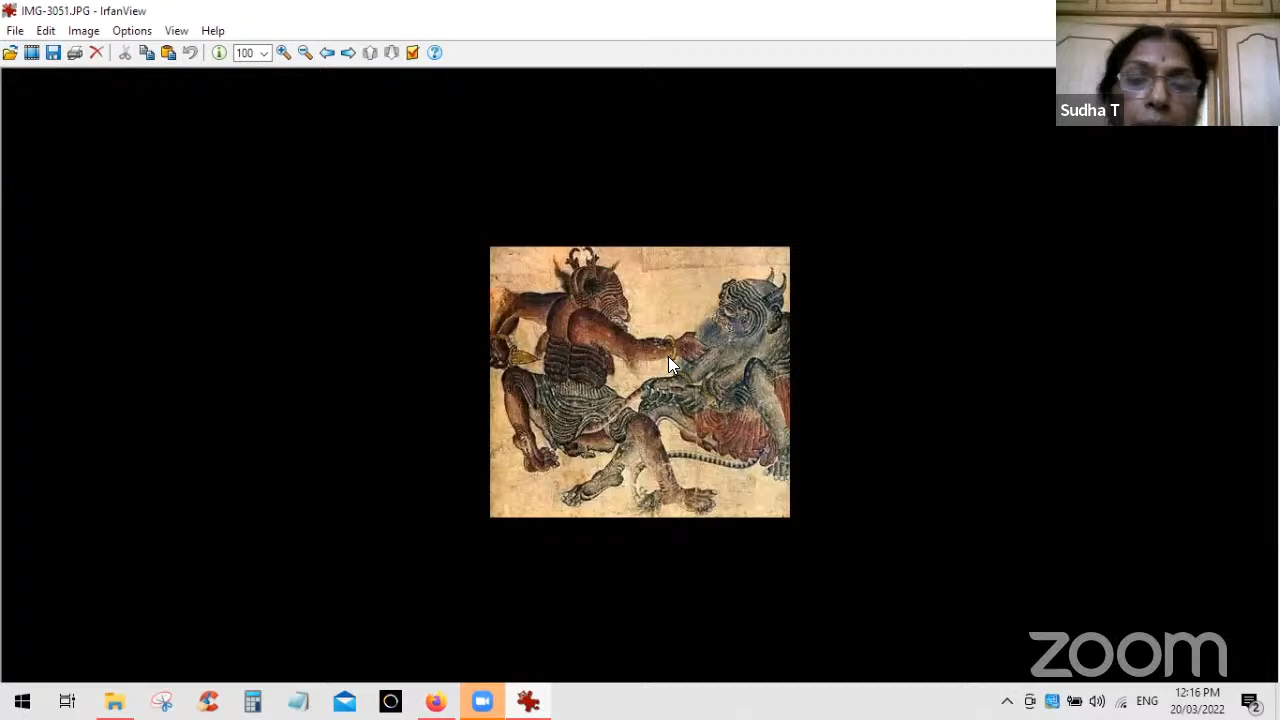 IMG-3051.JPG - IrfanView
File Edit Image Options View Help
100
Sudha T
zoom
ENG
12:16 PM
20/03/2022
2